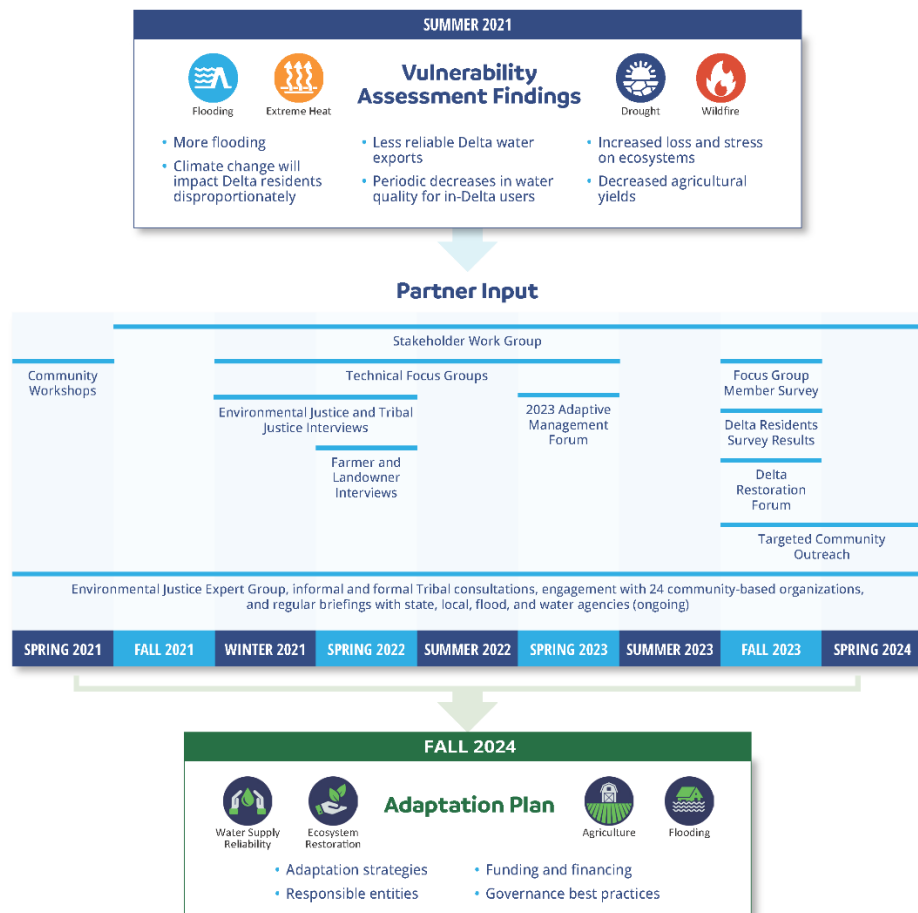 SUMMER 2021
Vulnerability
Assessment Findings
Flooding
Extreme Heat
Drought
Wildfire
• More flooding
• Climate change will
impact Delta residents
disproportionately
• Less reliable Delta water
exports
• Periodic decreases in water
quality for in-Delta users
• Increased loss and stress
on ecosystems
• Decreased agricultural
yields
Partner Input
Stakeholder Work Group
Community
Workshops
Technical Focus Groups
Focus Group
Member Survey
Environmental Justice and Tribal
Justice Interviews
2023 Adaptive
Management
Forum
Delta Residents
Survey Results
Farmer and
Landowner
Interviews
Delta
Restoration
Forum
Targeted Community
Outreach
Environmental Justice Expert Group, informal and formal Tribal consultations, engagement with 24 community-based organizations,
and regular briefings with state, local, flood, and water agencies (ongoing)
SPRING 2021
FALL 2021
WINTER 2021
SPRING 2022
SUMMER 2022
SPRING 2023
SUMMER 2023
FALL 2023
SPRING 2024
FALL 2024
Adaptation Plan
Water Supply
Reliability
Ecosystem
Restoration
Agriculture
Flooding
• Adaptation strategies
• Responsible entities
• Funding and financing
• Governance best practices